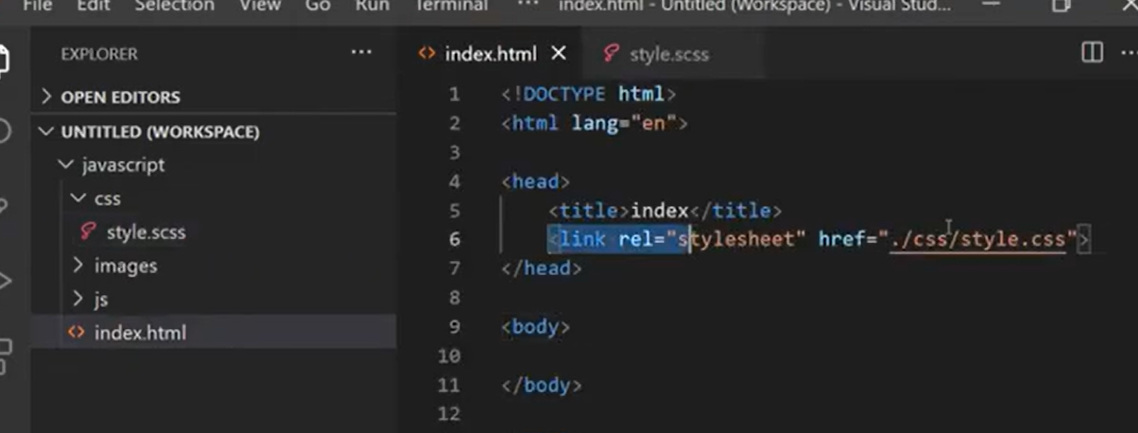 File Edit Selection View Go Run Terminal ··· index.html - Untitled (Workspace) - Visual Stud...
EXPLORER ···
index.html × style.scss ···
OPEN EDITORS
UNTITLED (WORKSPACE)
javascript
css
style.scss
images
js
index.html
1 <!DOCTYPE html>
2 <html lang="en">
3
4 <head>
5 <title>index</title>
6 <link rel="stylesheet" href="./css/style.css">
7 </head>
8
9 <body>
10
11 </body>
12